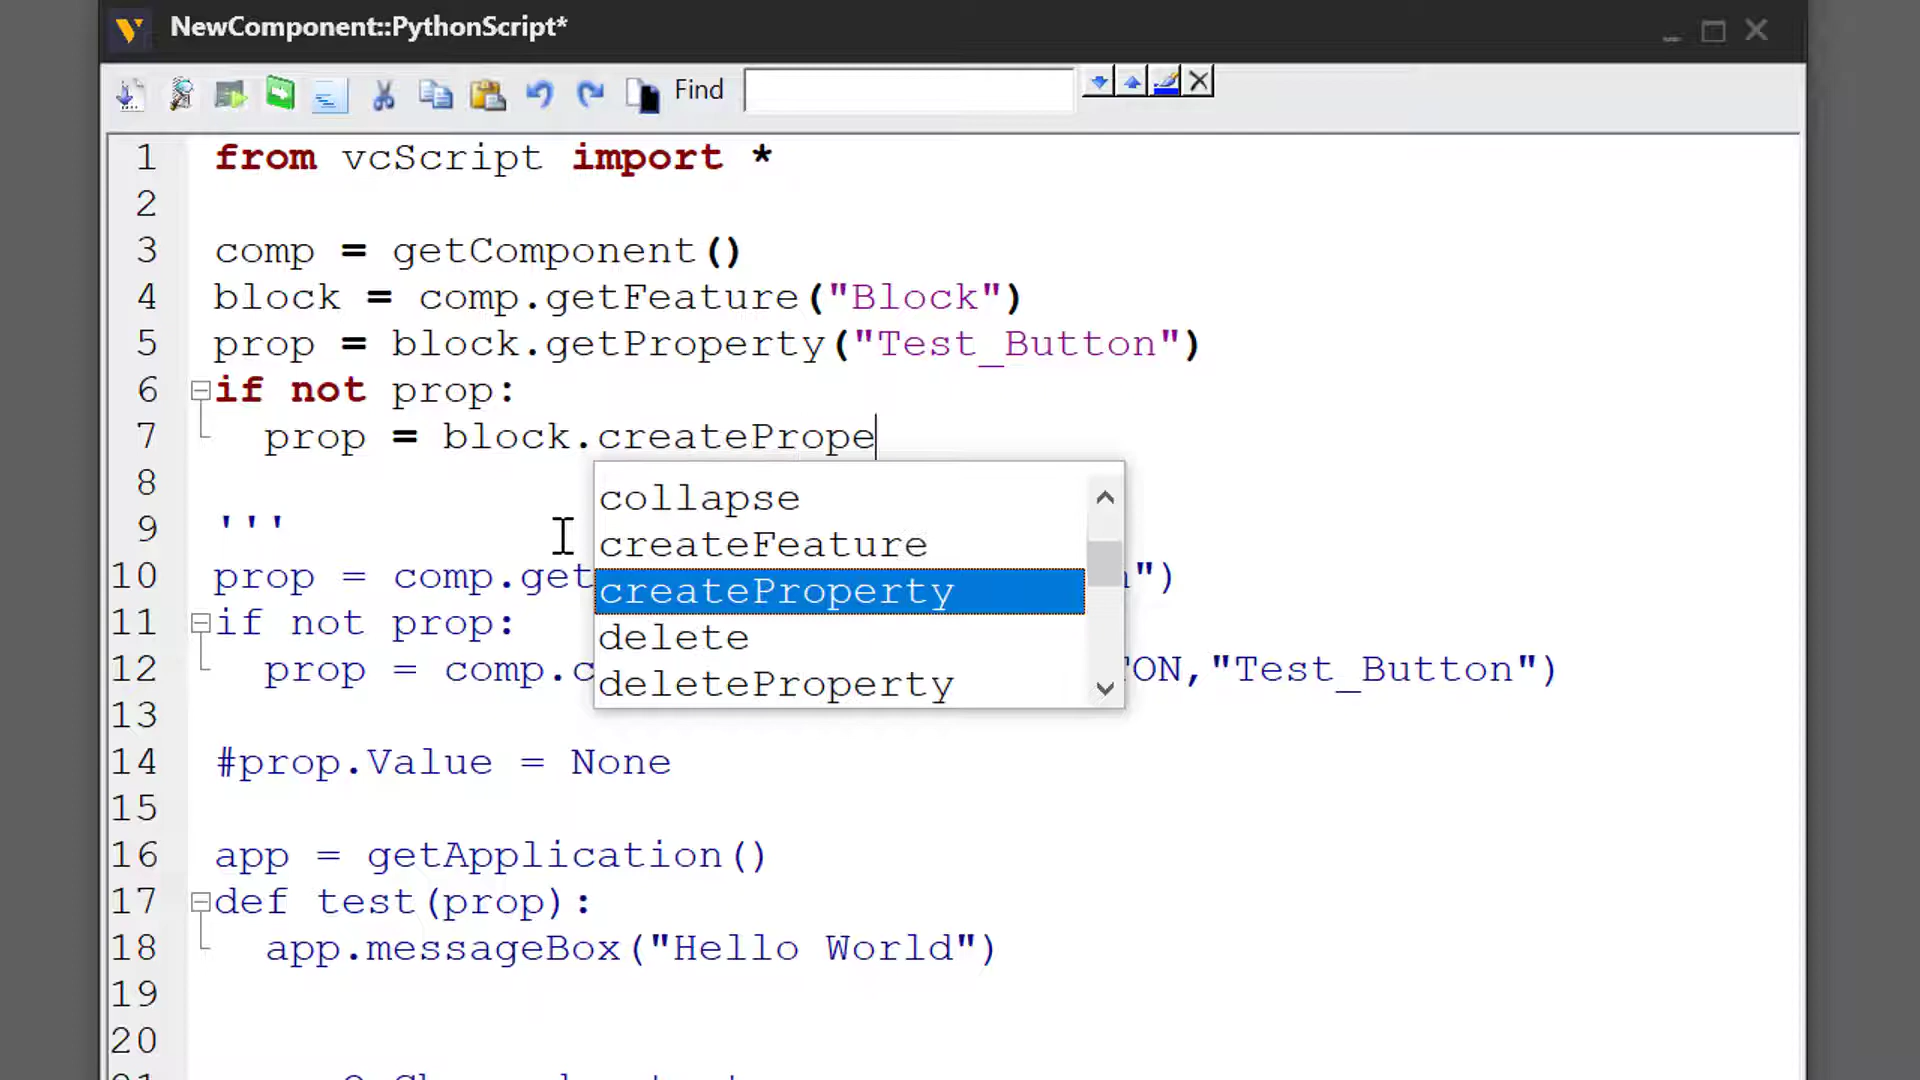 NewComponent::PythonScript*
Find
1 from vcScript import *
2
3 comp = getComponent()
4 block = comp.getFeature("Block")
5 prop = block.getProperty("Test_Button")
6 if not prop:
7 prop = block.createPrope
8
collapse
9 '''
createFeature
10 prop = comp.get n")
createProperty
11 if not prop:
delete
12 prop = comp.c TON,"Test_Button")
deleteProperty
13
14 #prop.Value = None
15
16 app = getApplication()
17 def test(prop):
18 app.messageBox("Hello World")
19
20